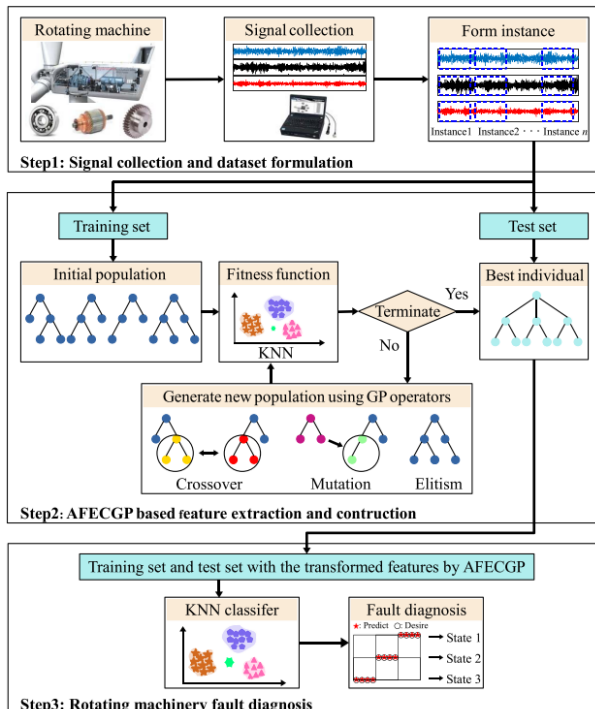 Rotating machine
Signal collection
Form instance
Instance1 Instance2 ··· Instance n
Step1: Signal collection and dataset formulation
Training set
Test set
Initial population
Fitness function
KNN
Terminate
Yes
No
Best individual
Generate new population using GP operators
Crossover
Mutation
Elitism
Step2: AFECGP based feature extraction and contruction
Training set and test set with the transformed features by AFECGP
KNN classifer
Fault diagnosis
★: Predict ○: Desire
State 1
State 2
State 3
Step3: Rotating machinery fault diagnosis